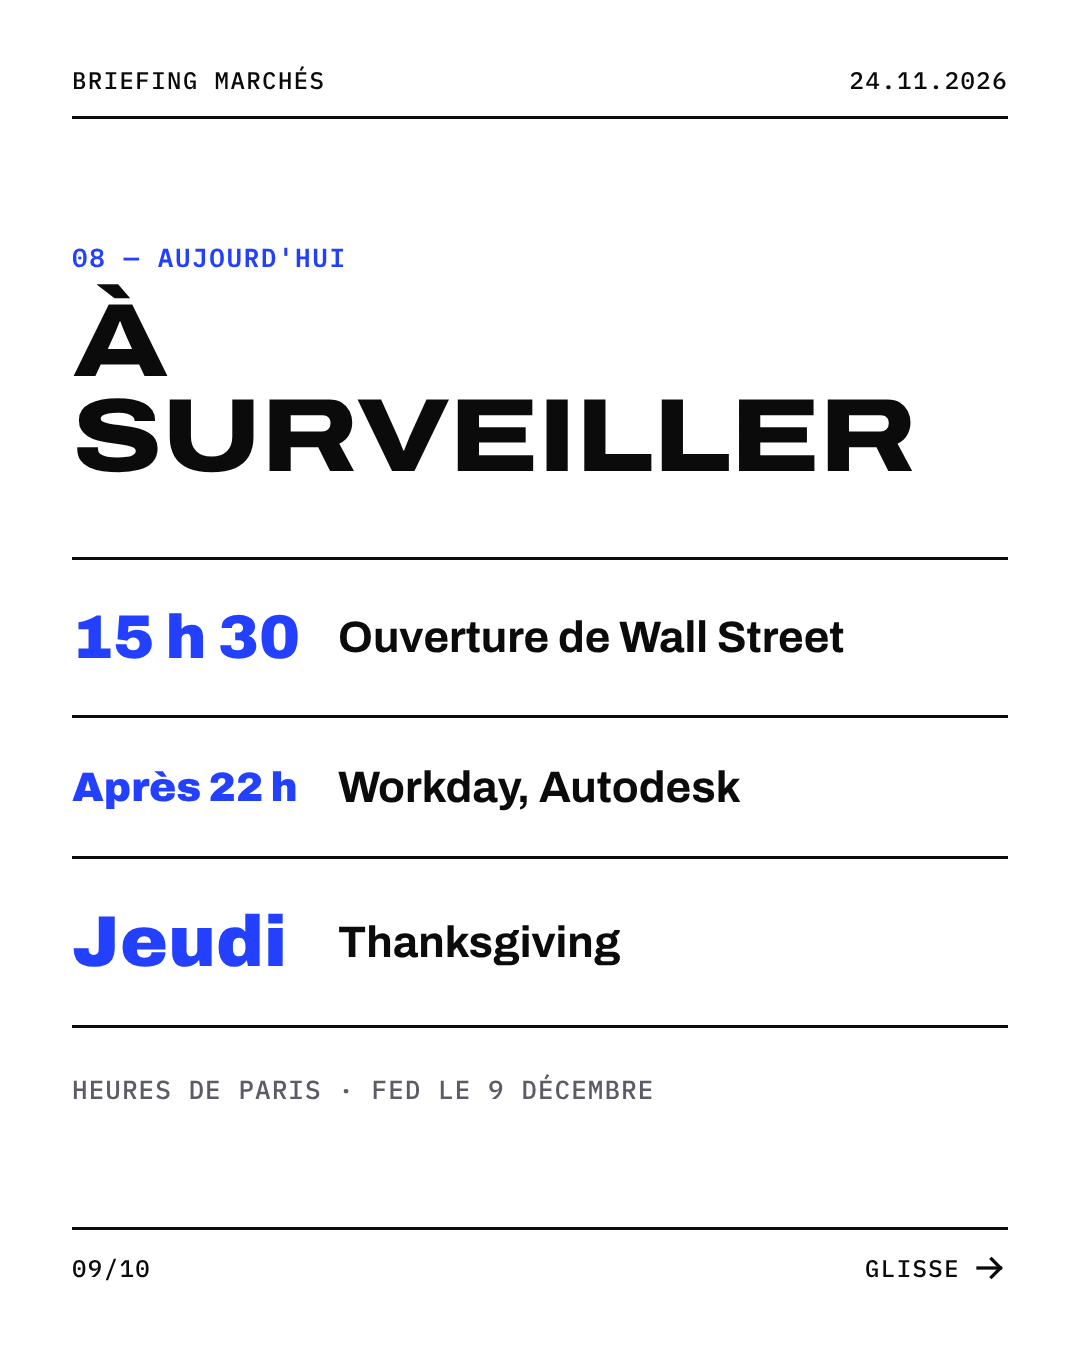 BRIEFING MARCHÉS
24.11.2026
08 — AUJOURD'HUI
À
SURVEILLER
15 h 30 Ouverture de Wall Street
Après 22 h Workday, Autodesk
Jeudi Thanksgiving
HEURES DE PARIS · FED LE 9 DÉCEMBRE
09/10
GLISSE →